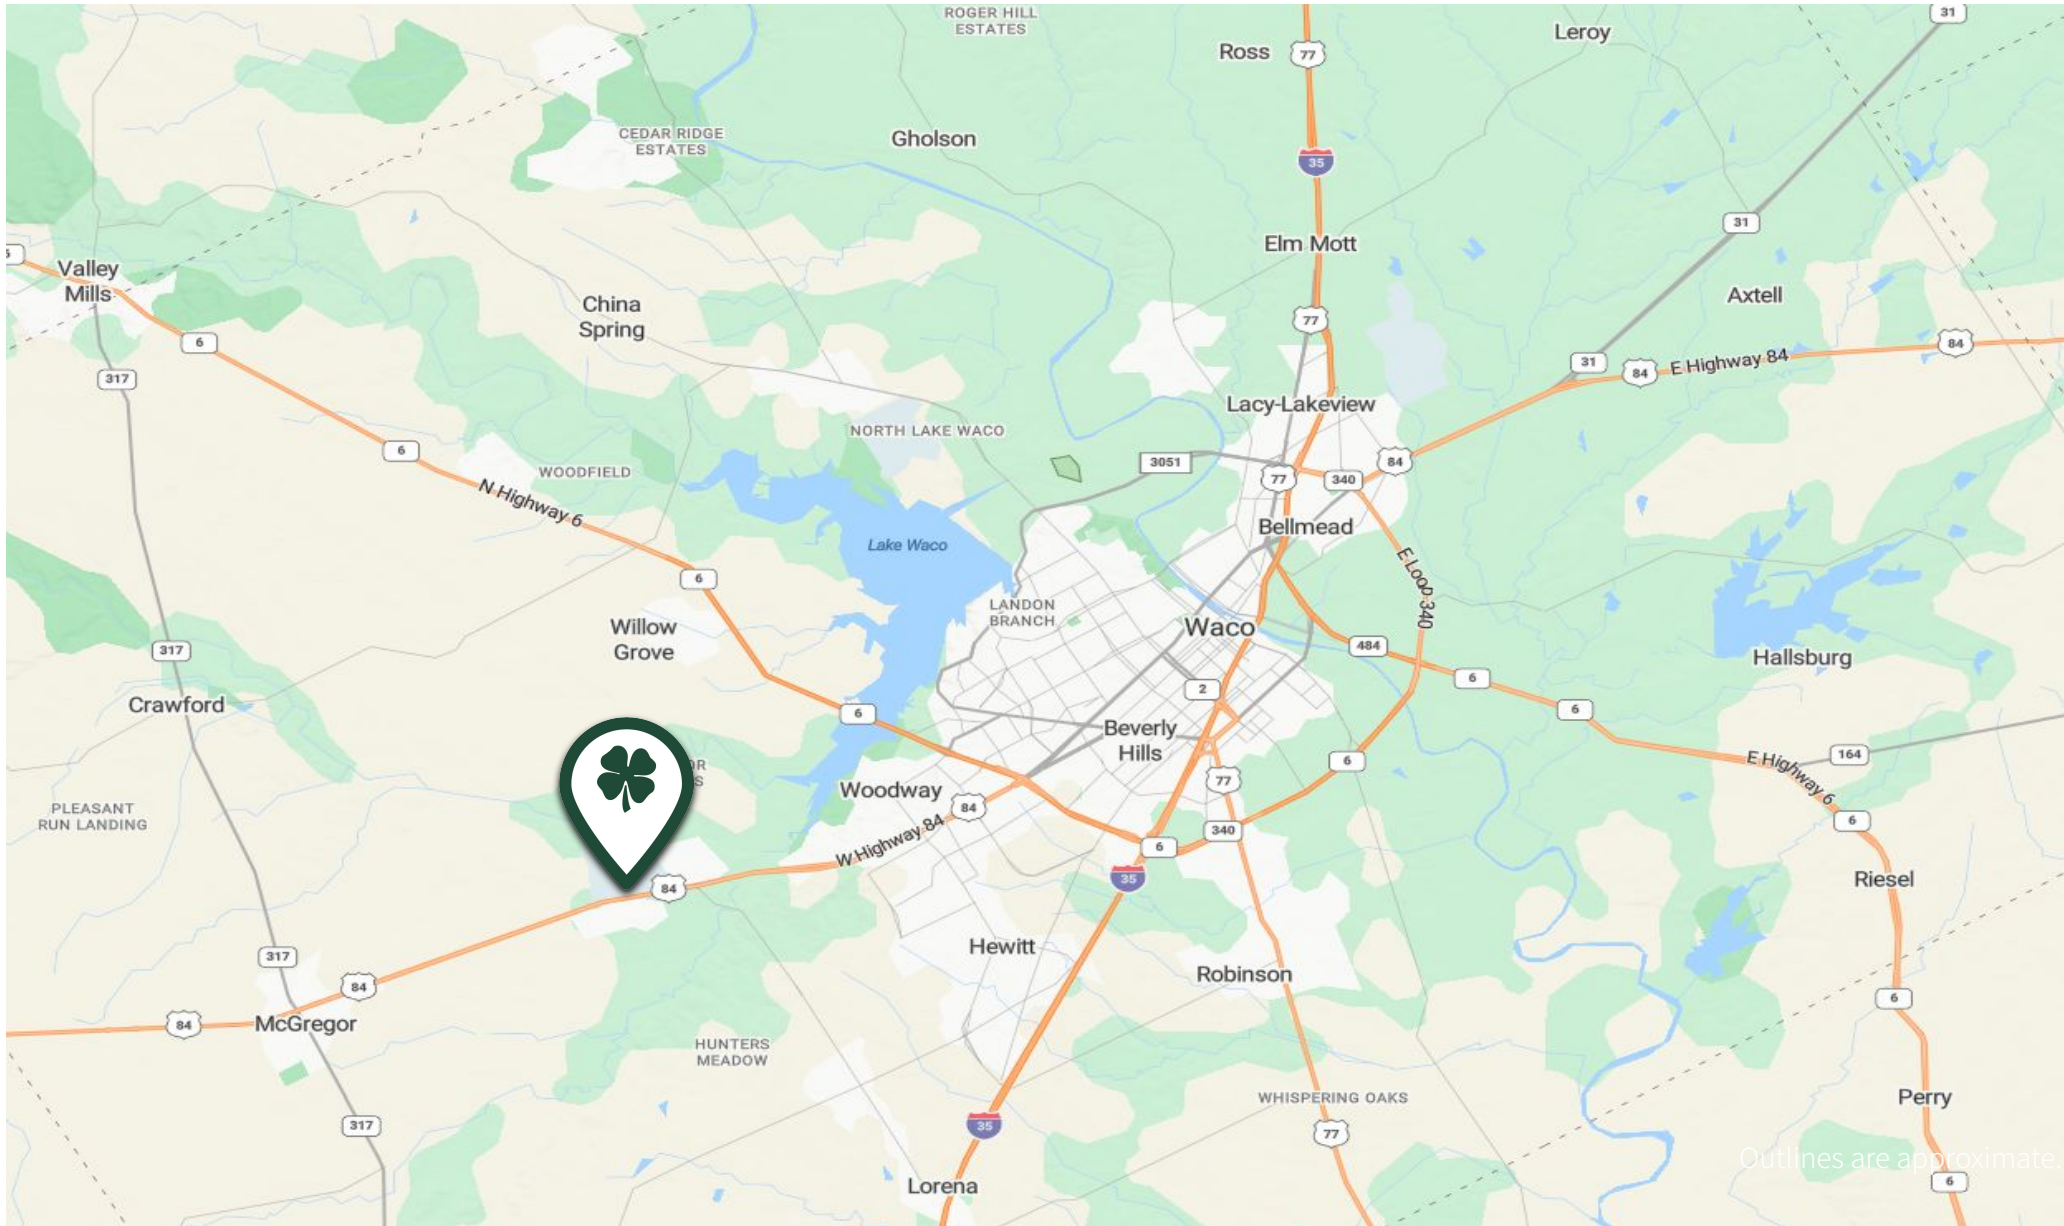 ROGER HILL
ESTATES
31
Leroy
Ross
77
CEDAR RIDGE
ESTATES
Gholson
35
31
Elm Mott
Valley
Mills
China
Spring
Axtell
77
6
31
84
E Highway 84
84
317
Lacy-Lakeview
NORTH LAKE WACO
6
WOODFIELD
3051
84
77
340
N Highway 6
Bellmead
Lake Waco
E Loop 340
6
LANDON
BRANCH
Waco
Willow
Grove
317
484
Hallsburg
6
2
Crawford
6
6
Beverly
Hills
6
164
E Highway 6
77
Woodway
84
PLEASANT
RUN LANDING
W Highway 84
340
6
6
35
84
Riesel
Hewitt
317
Robinson
84
6
84
McGregor
HUNTERS
MEADOW
WHISPERING OAKS
Perry
317
35
77
Outlines are approximate
Lorena
6